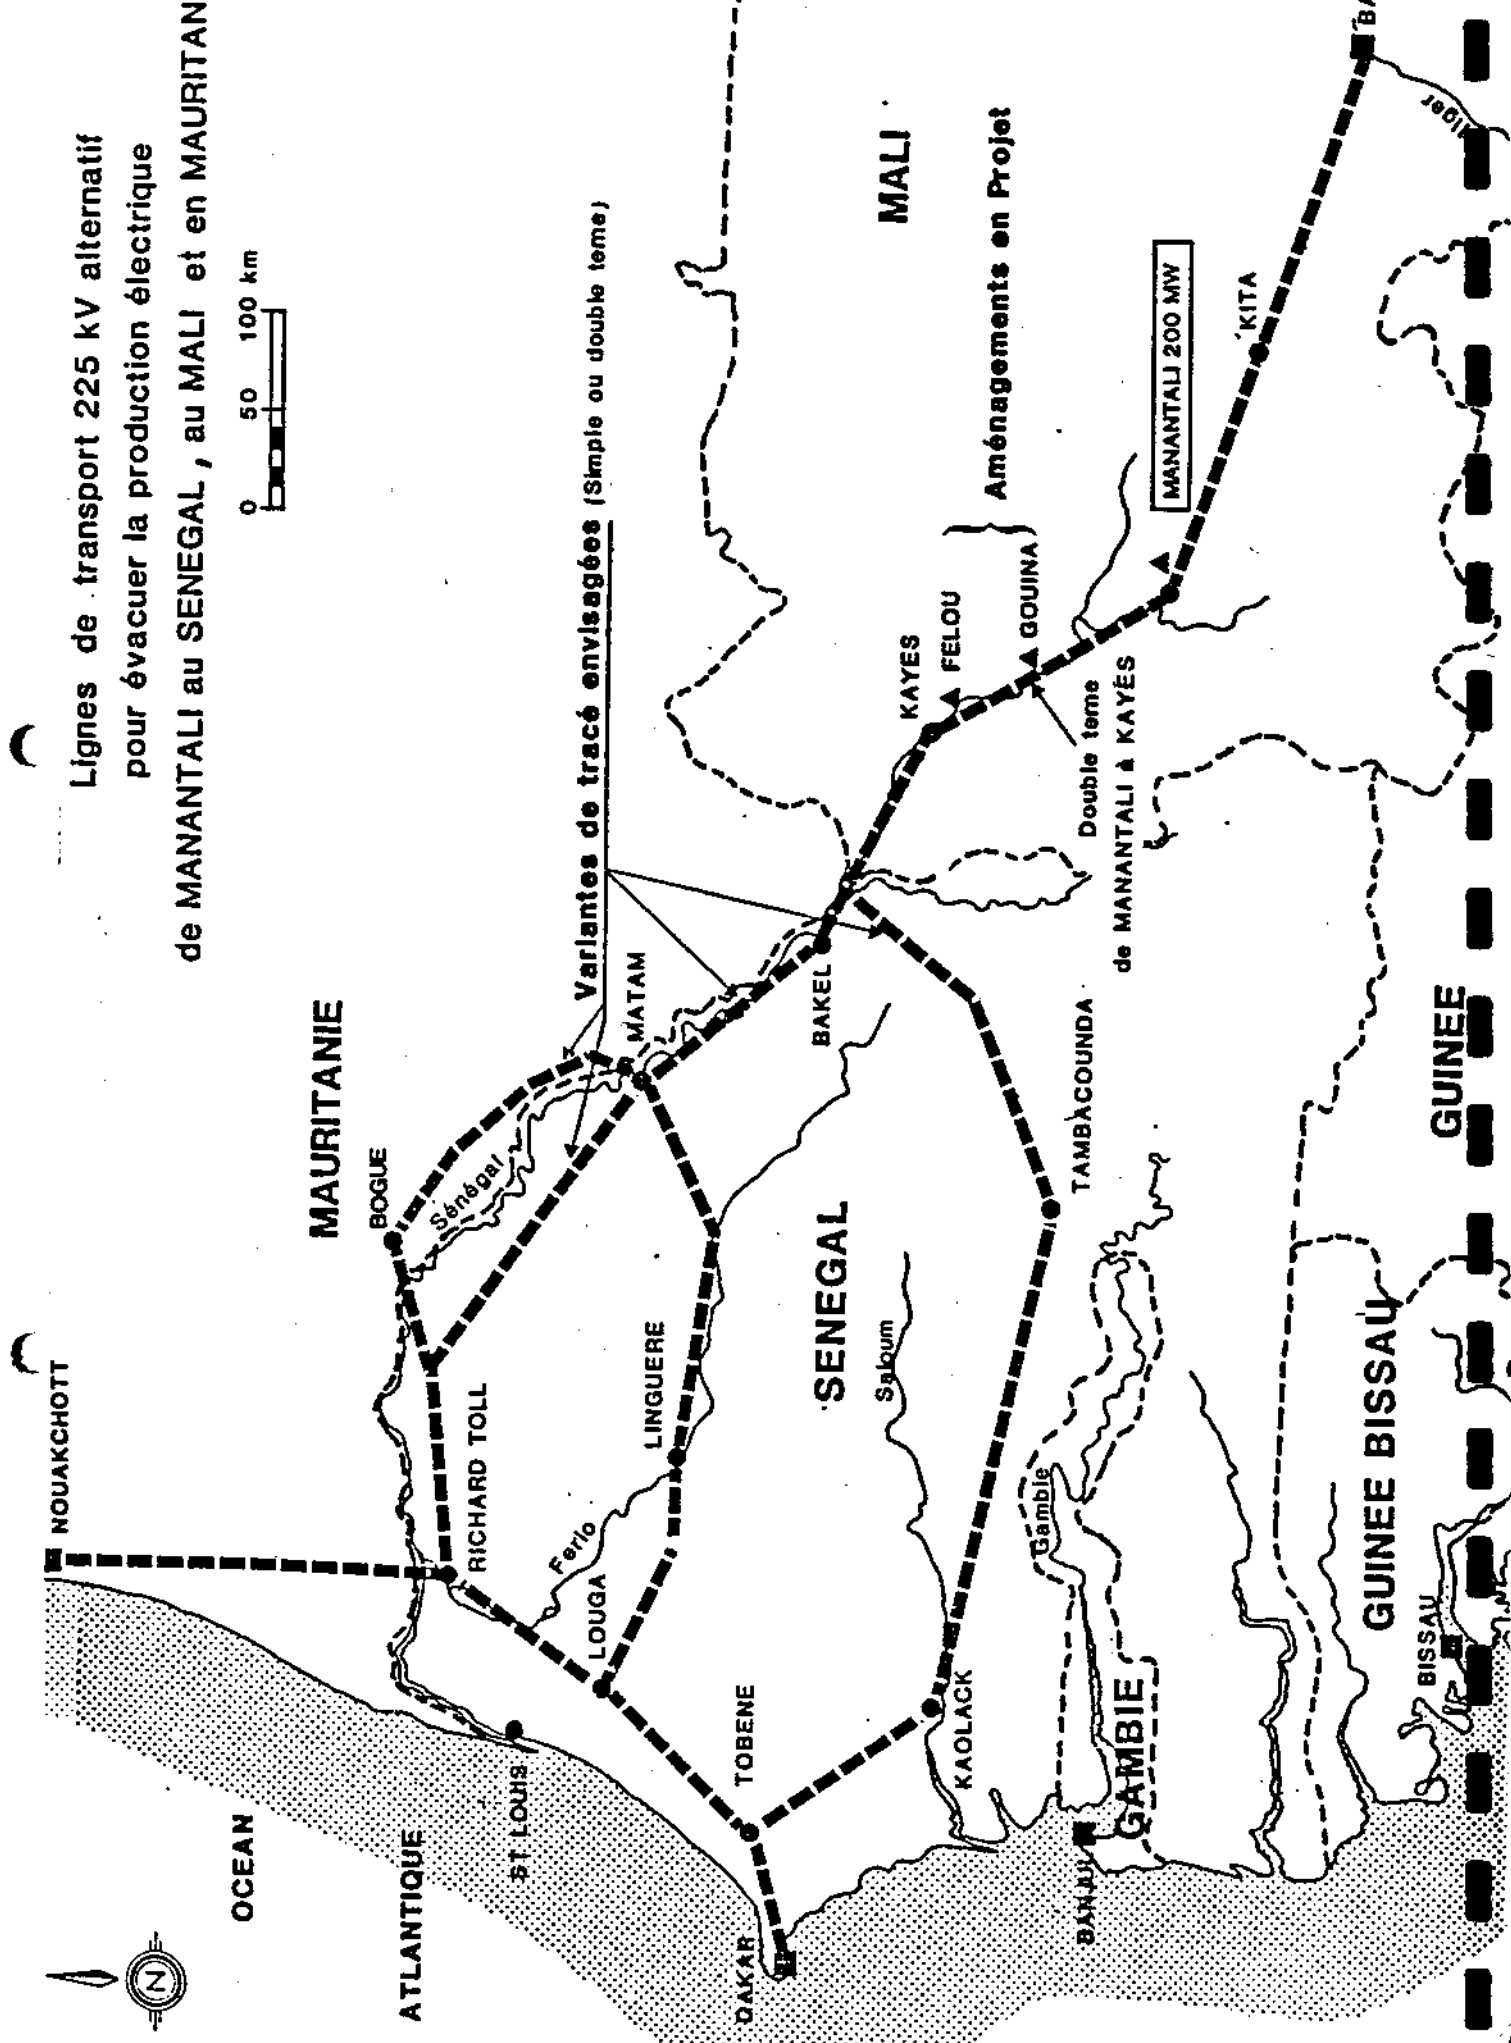 Lignes de transport 225 kV alternatif
pour évacuer la production électrique
de MANANTALI au SENEGAL, au MALI et en MAURITAN
0 50 100 km
NOUAKCHOTT
OCEAN
ATLANTIQUE
N
MAURITANIE
BOGUE
Sénégal
RICHARD TOLL
ST LOUIS
Variantes de tracé envisagées (Simple ou double terne)
MATAM
Ferlo
LOUGA
LINGUERE
TOBENE
DAKAR
SENEGAL
BAKEL
Saloum
KAYES
FELOU
GOUINA
Aménagements en Projet
MALI
KAOLACK
Gambie
TAMBACOUNDA
Double terne
de MANANTALI à KAYES
MANANTALI 200 MW
KITA
BA
Niger
BANJUL
GAMBIE
GUINEE BISSAU
BISSAU
GUINEE